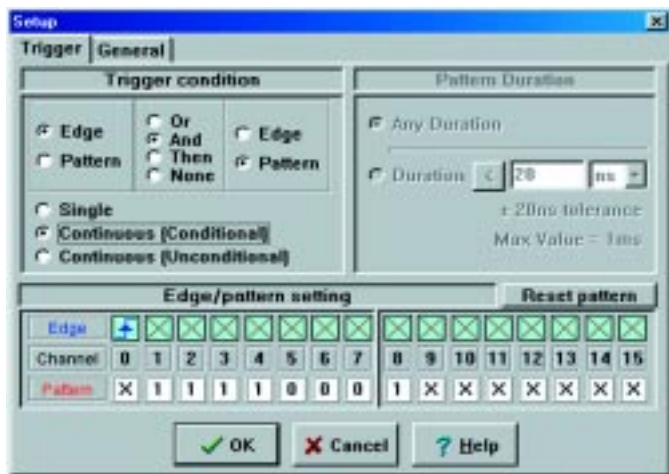 Setup
Trigger General
Trigger condition
Edge
Pattern
Or
And
Then
None
Edge
Pattern
Single
Continuous (Conditional)
Continuous (Unconditional)
Pattern Duration
Any Duration
Duration < 20 ns
± 20ns tolerance
Max Value = 1ms
Edge/pattern setting Reset pattern
Edge
Channel 0 1 2 3 4 5 6 7 8 9 10 11 12 13 14 15
Pattern X 1 1 1 1 0 0 0 1 X X X X X X X
OK Cancel ? Help